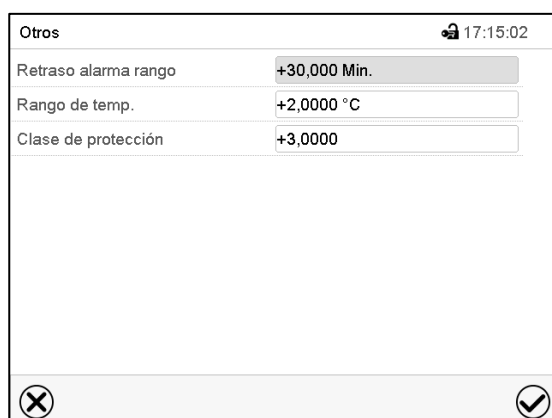 Otros 17:15:02
Retraso alarma rango +30,000 Min.
Rango de temp. +2,0000 °C
Clase de protección +3,0000